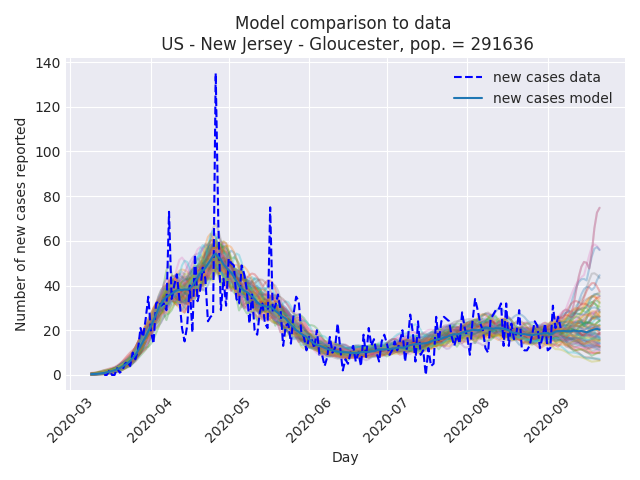 Model comparison to data
US - New Jersey - Gloucester, pop. = 291636
new cases data
new cases model
Number of new cases reported
140
120
100
80
60
40
20
0
2020-03
2020-04
2020-05
2020-06
2020-07
2020-08
2020-09
Day